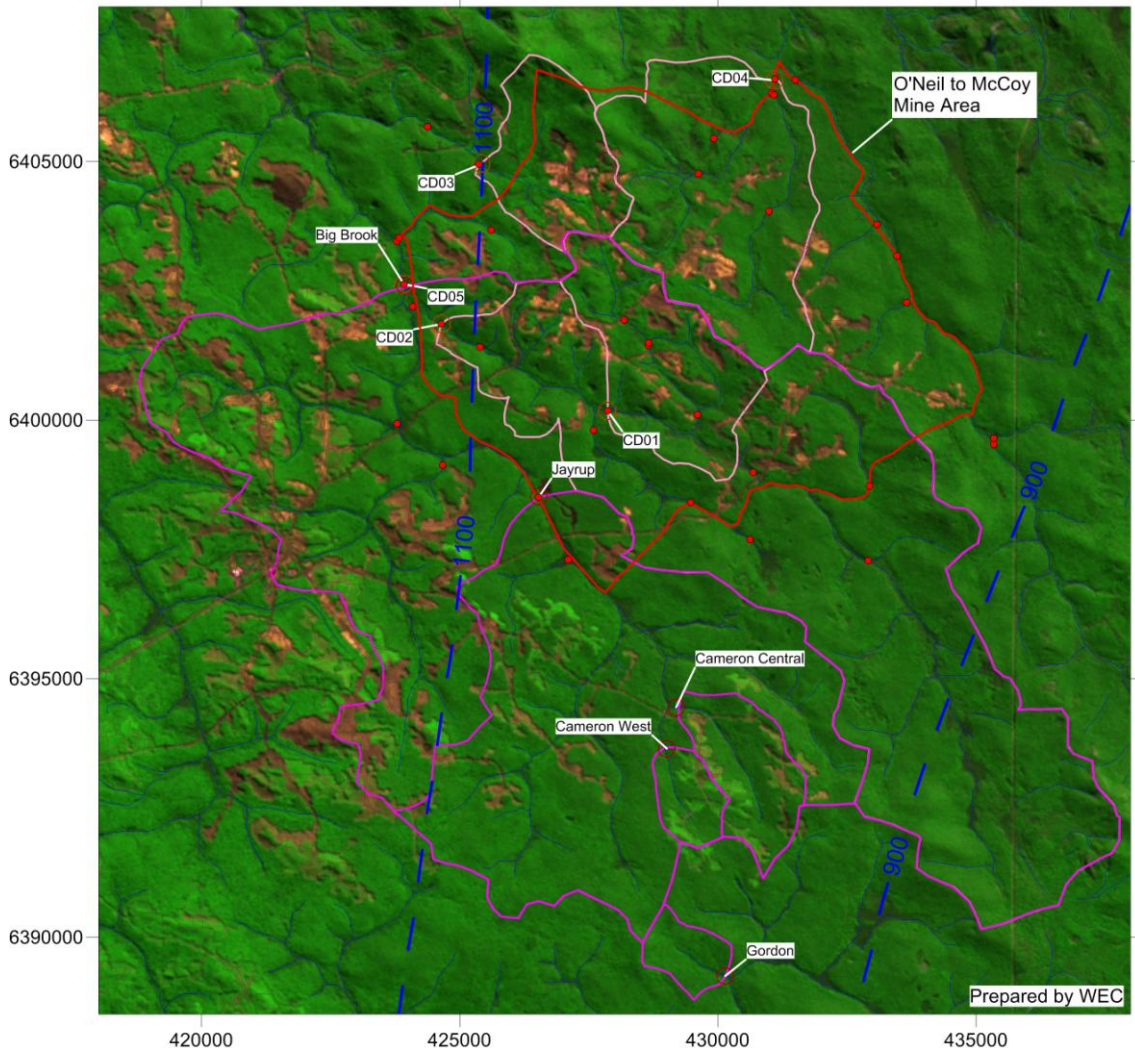 CD04
O'Neil to McCoy
Mine Area
1100
6405000
CD03
Big Brook
CD05
CD02
6400000
CD01
Jayrup
900
1100
6395000
Cameron Central
Cameron West
900
6390000
Gordon
Prepared by WEC
420000
425000
430000
435000